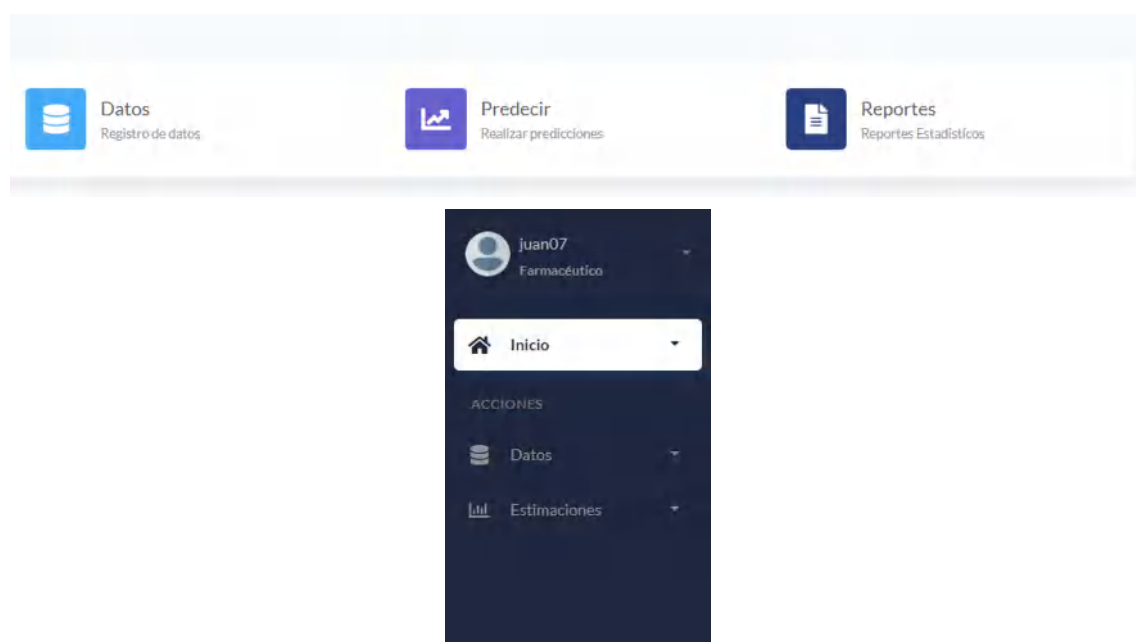 Datos
Registro de datos
Predecir
Realizar predicciones
Reportes
Reportes Estadísticos
juan07
Farmacéutico
Inicio
ACCIONES
Datos
Estimaciones